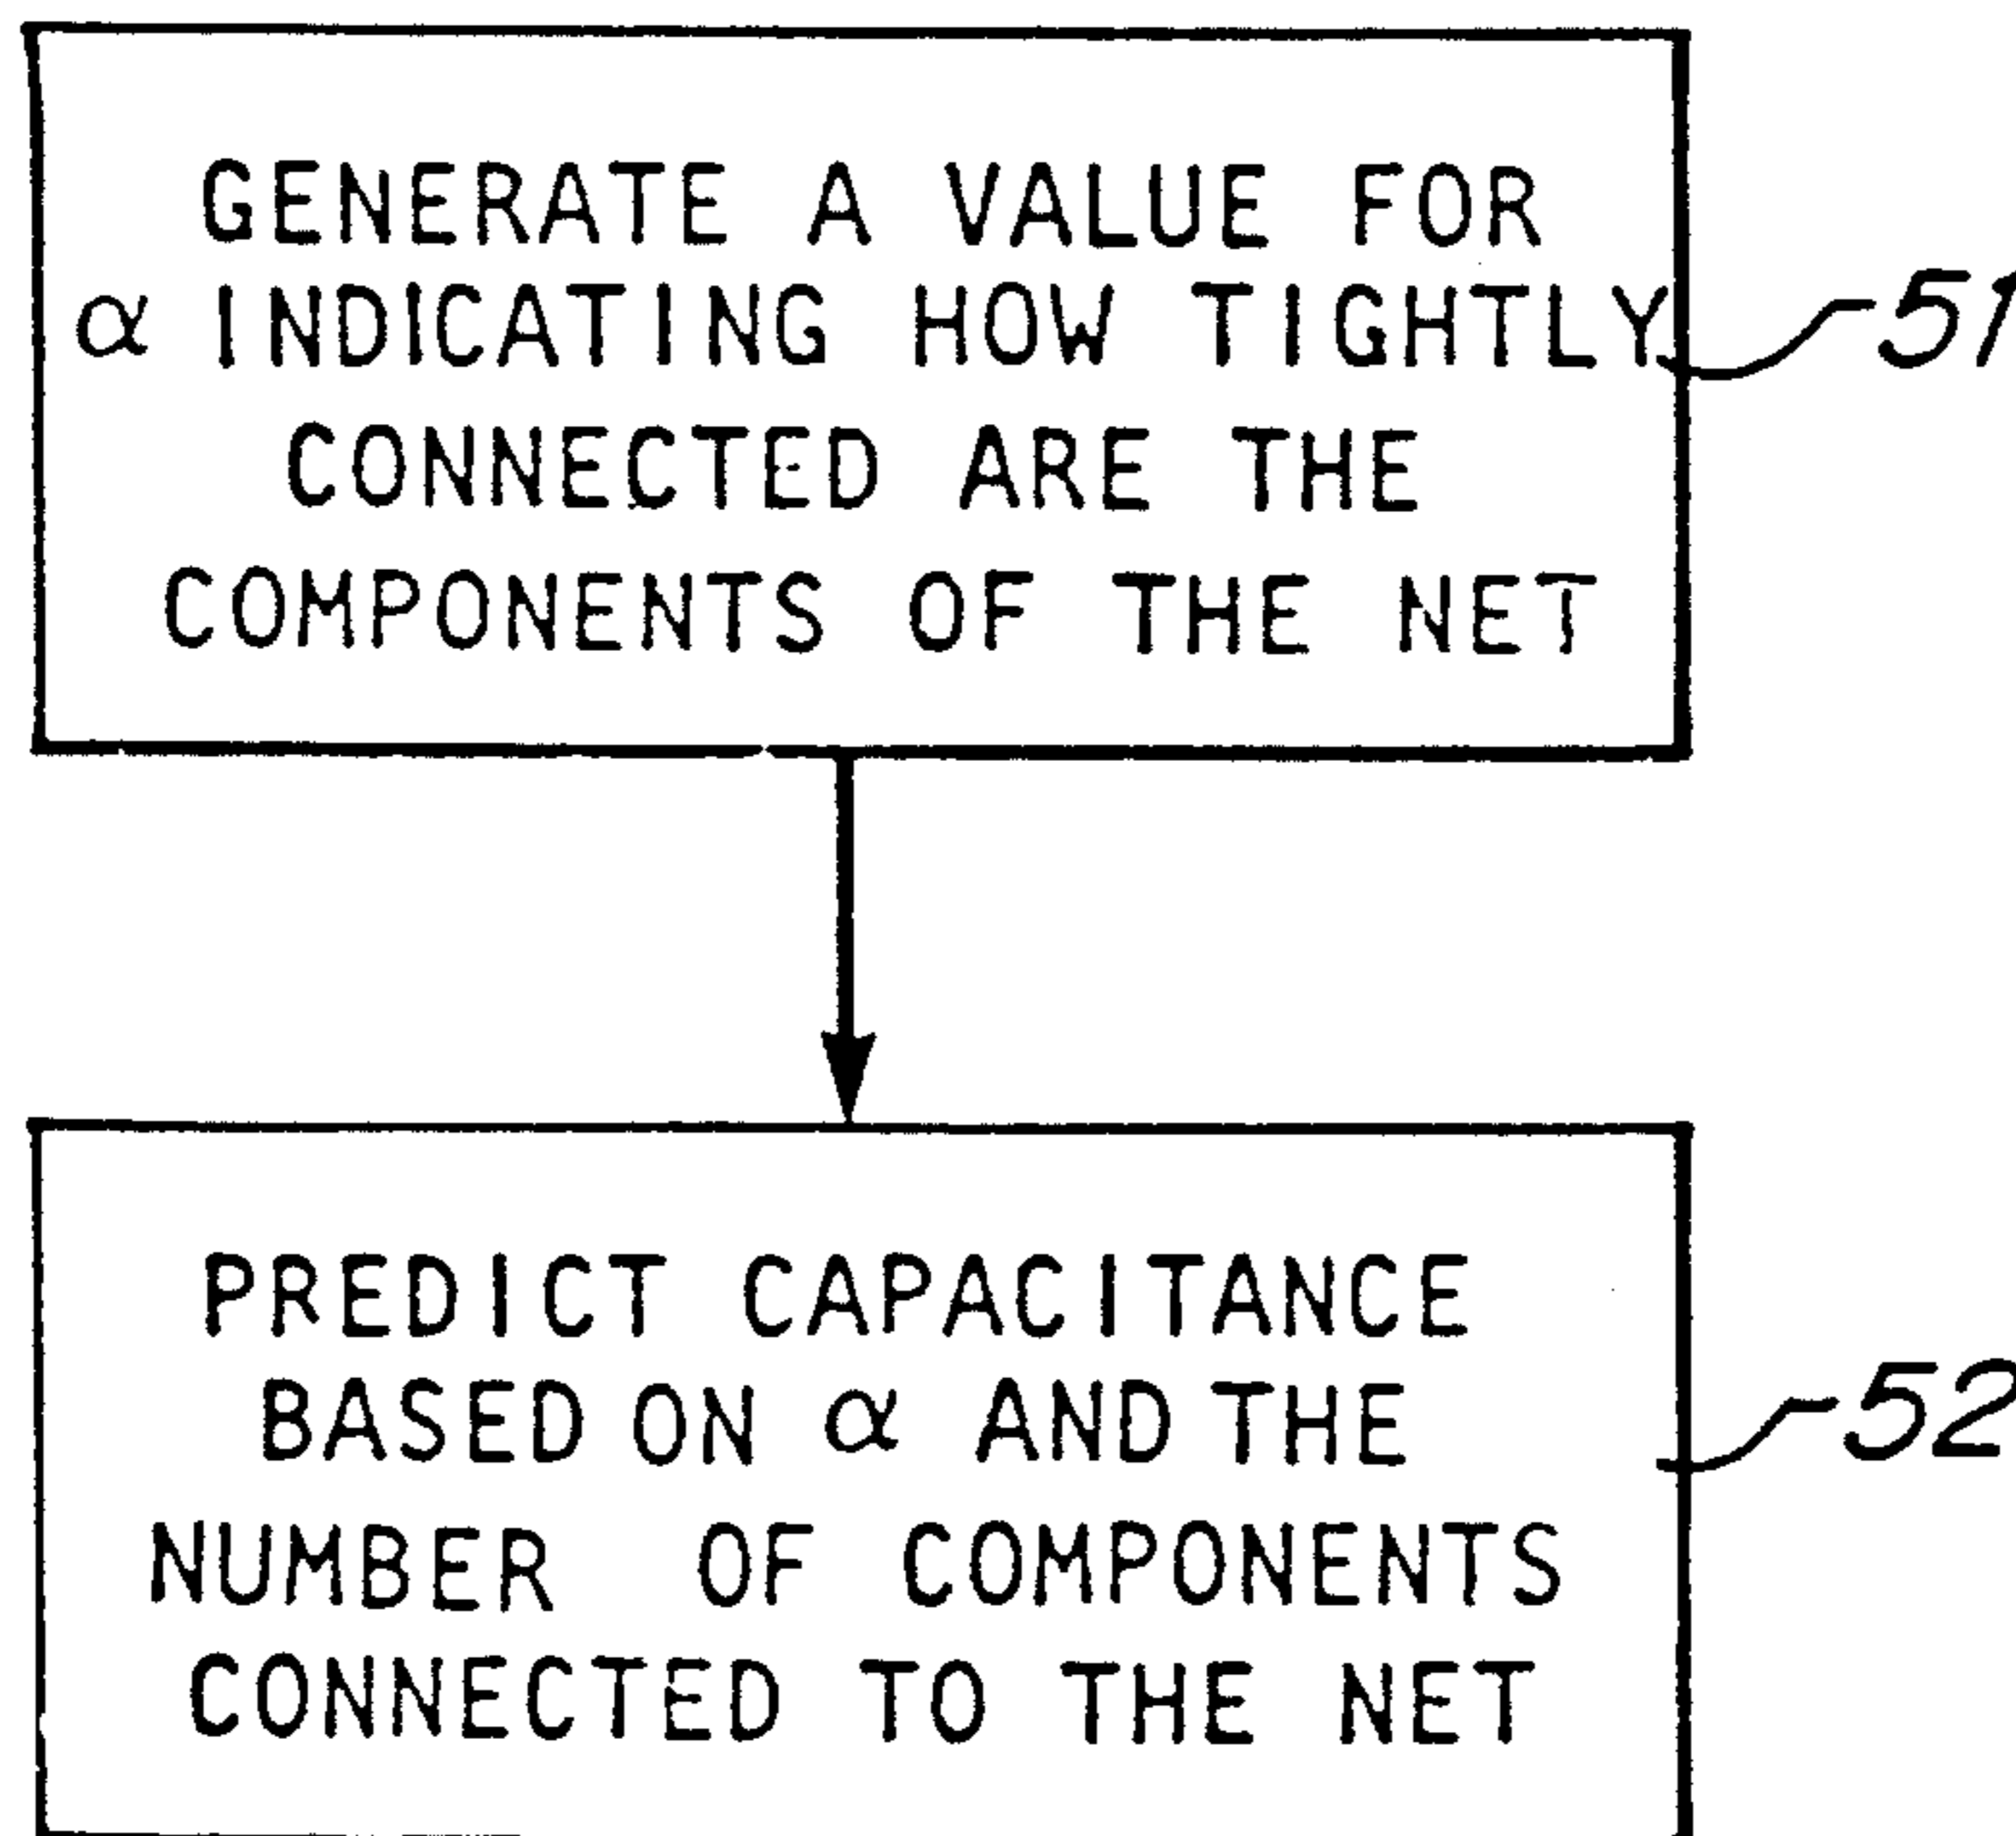 GENERATE A VALUE FOR
α INDICATING HOW TIGHTLY
CONNECTED ARE THE
COMPONENTS OF THE NET
51
PREDICT CAPACITANCE
BASED ON α AND THE
NUMBER OF COMPONENTS
CONNECTED TO THE NET
52